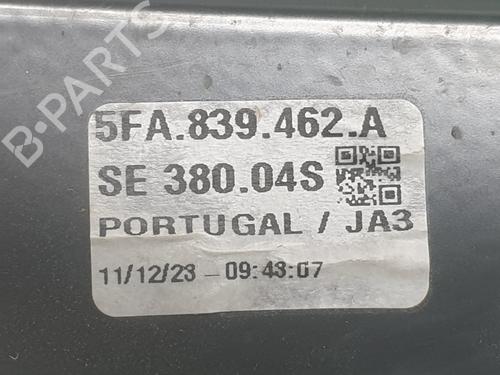 B-PARTS
5FA.839.462.A
SE 380.04S
PORTUGAL / JA3
11/12/23 - 09:43:07